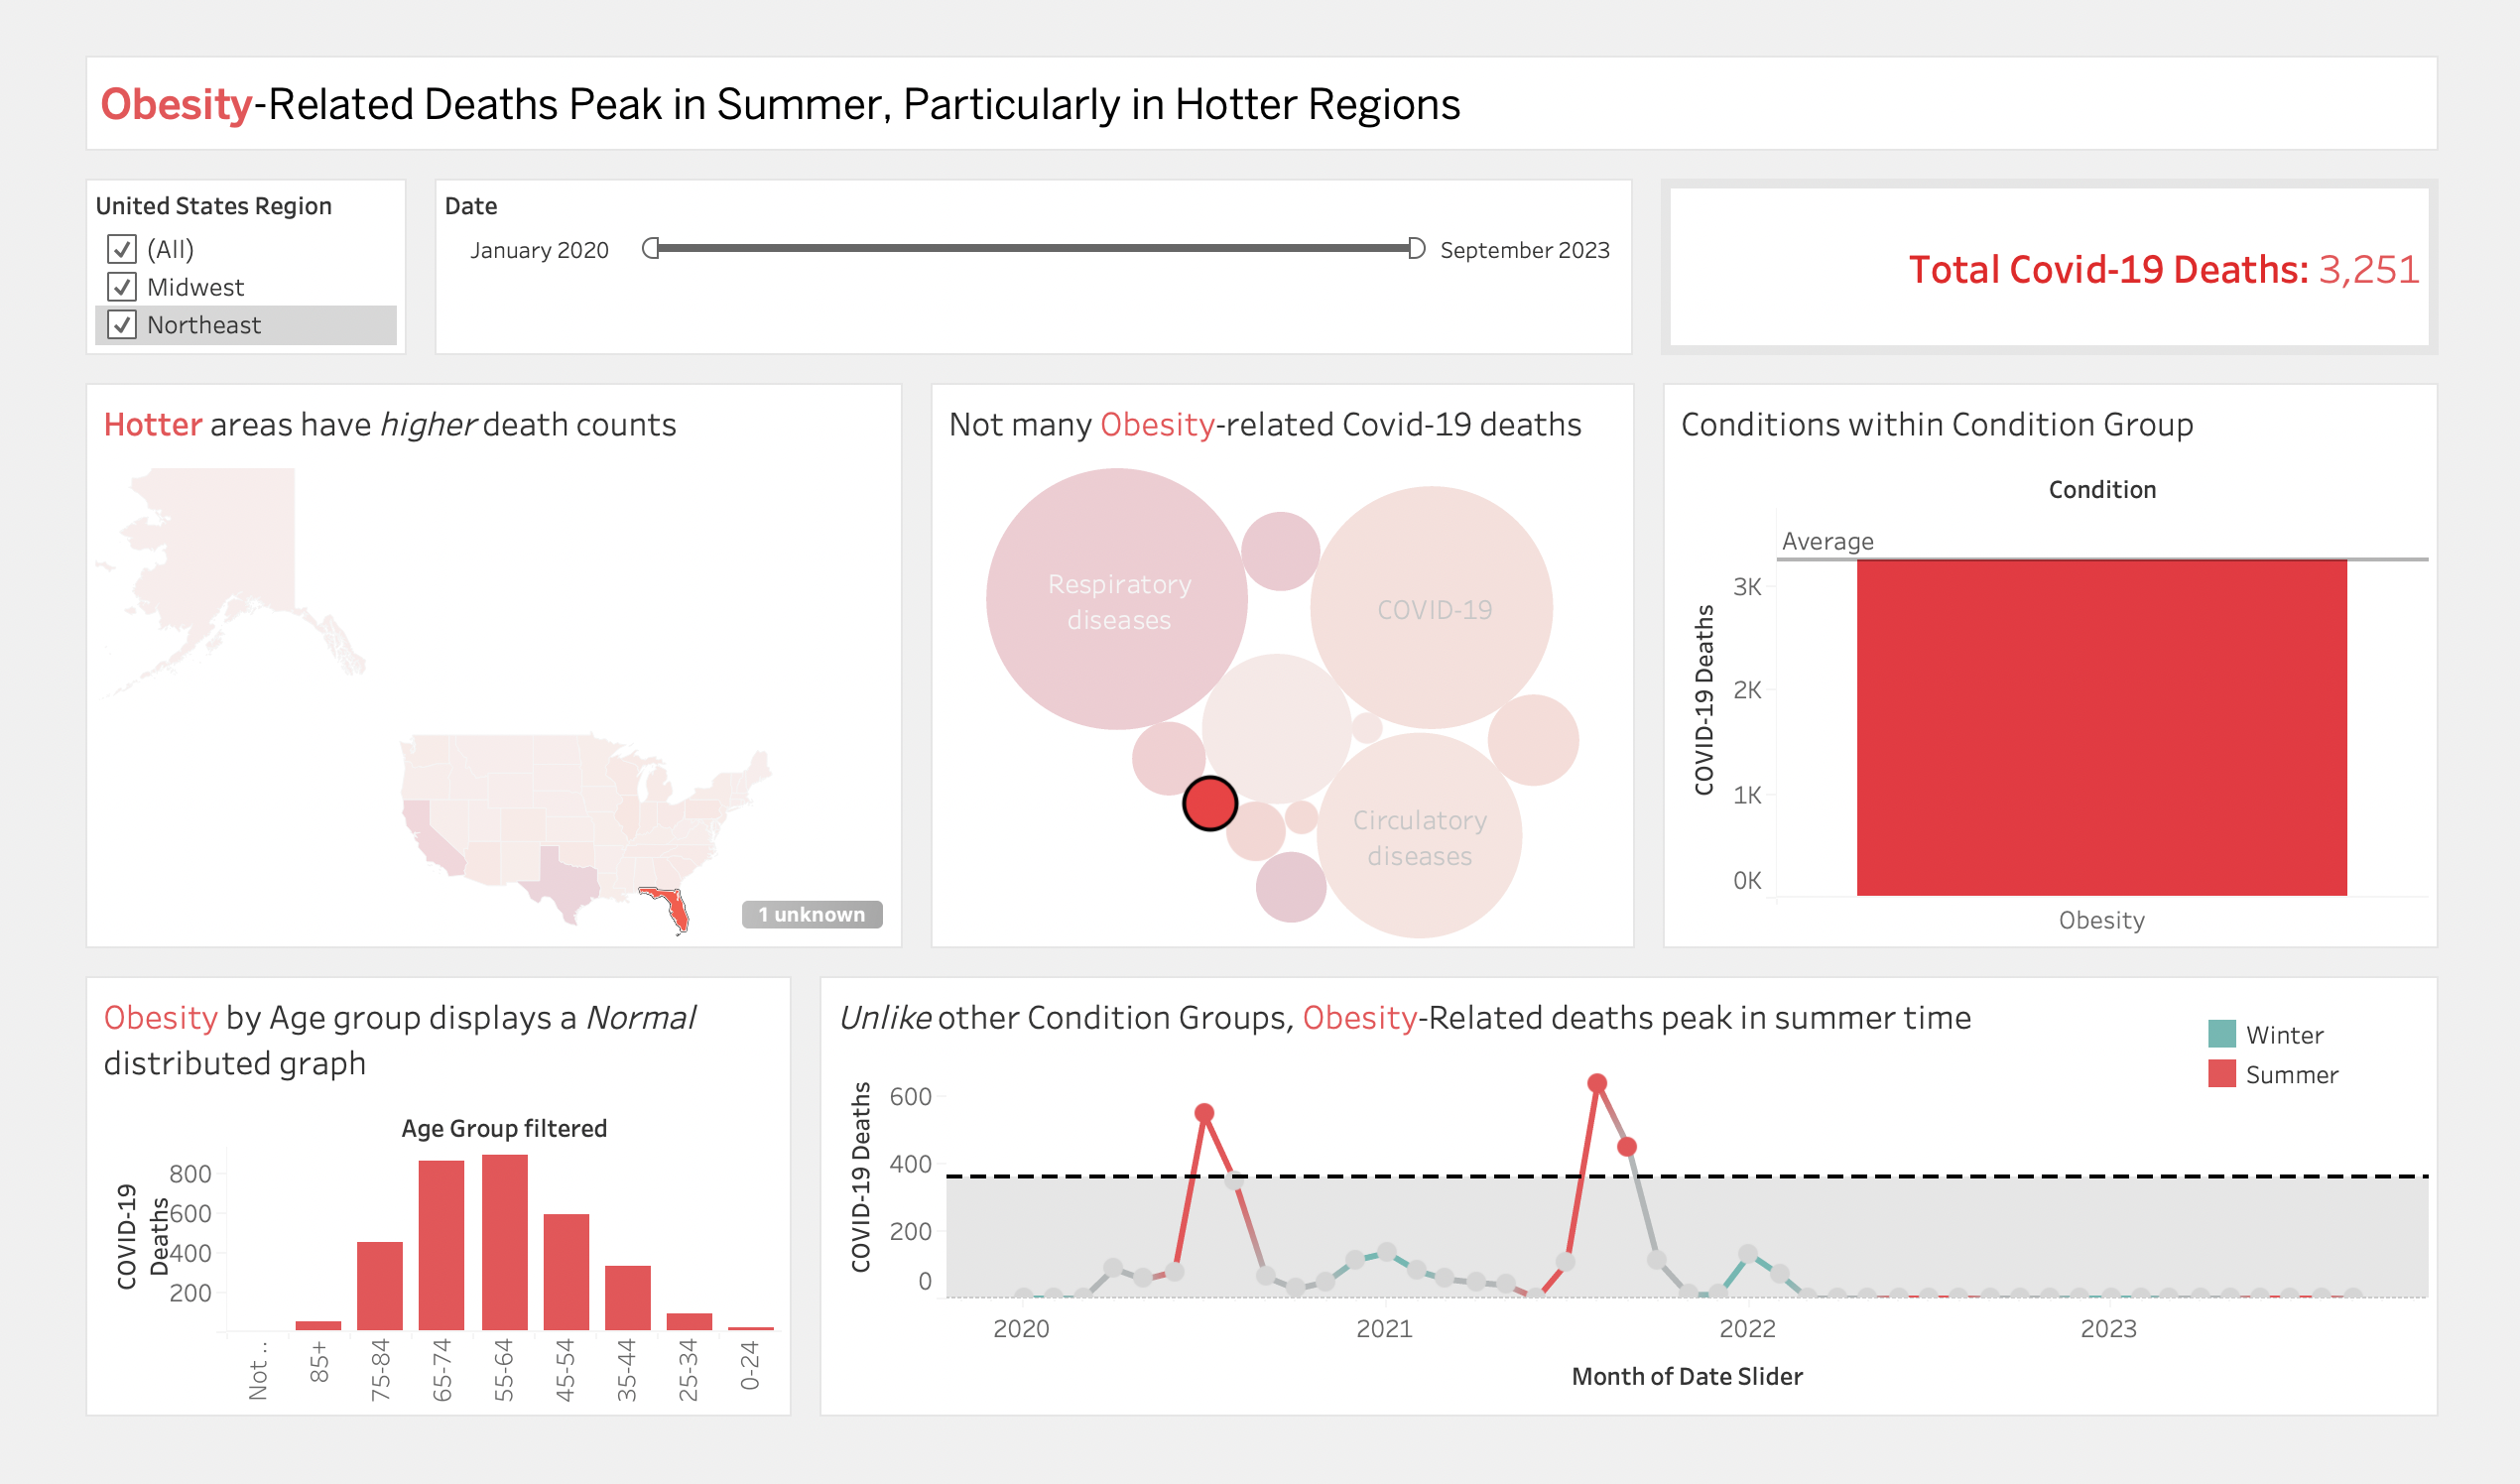 Obesity-Related Deaths Peak in Summer, Particularly in Hotter Regions
United States Region
(All)
Midwest
Northeast
Date
January 2020
September 2023
Total Covid-19 Deaths: 3,251
Hotter areas have higher death counts
1 unknown
Not many Obesity-related Covid-19 deaths
Respiratory
diseases
COVID-19
Circulatory
diseases
Conditions within Condition Group
Condition
Average
COVID-19 Deaths
3K
2K
1K
0K
Obesity
Obesity by Age group displays a Normal
distributed graph
Age Group filtered
COVID-19
Deaths
800
600
400
200
Not ..
85+
75-84
65-74
55-64
45-54
35-44
25-34
0-24
Unlike other Condition Groups, Obesity-Related deaths peak in summer time
Winter
Summer
COVID-19 Deaths
600
400
200
0
2020
2021
2022
2023
Month of Date Slider